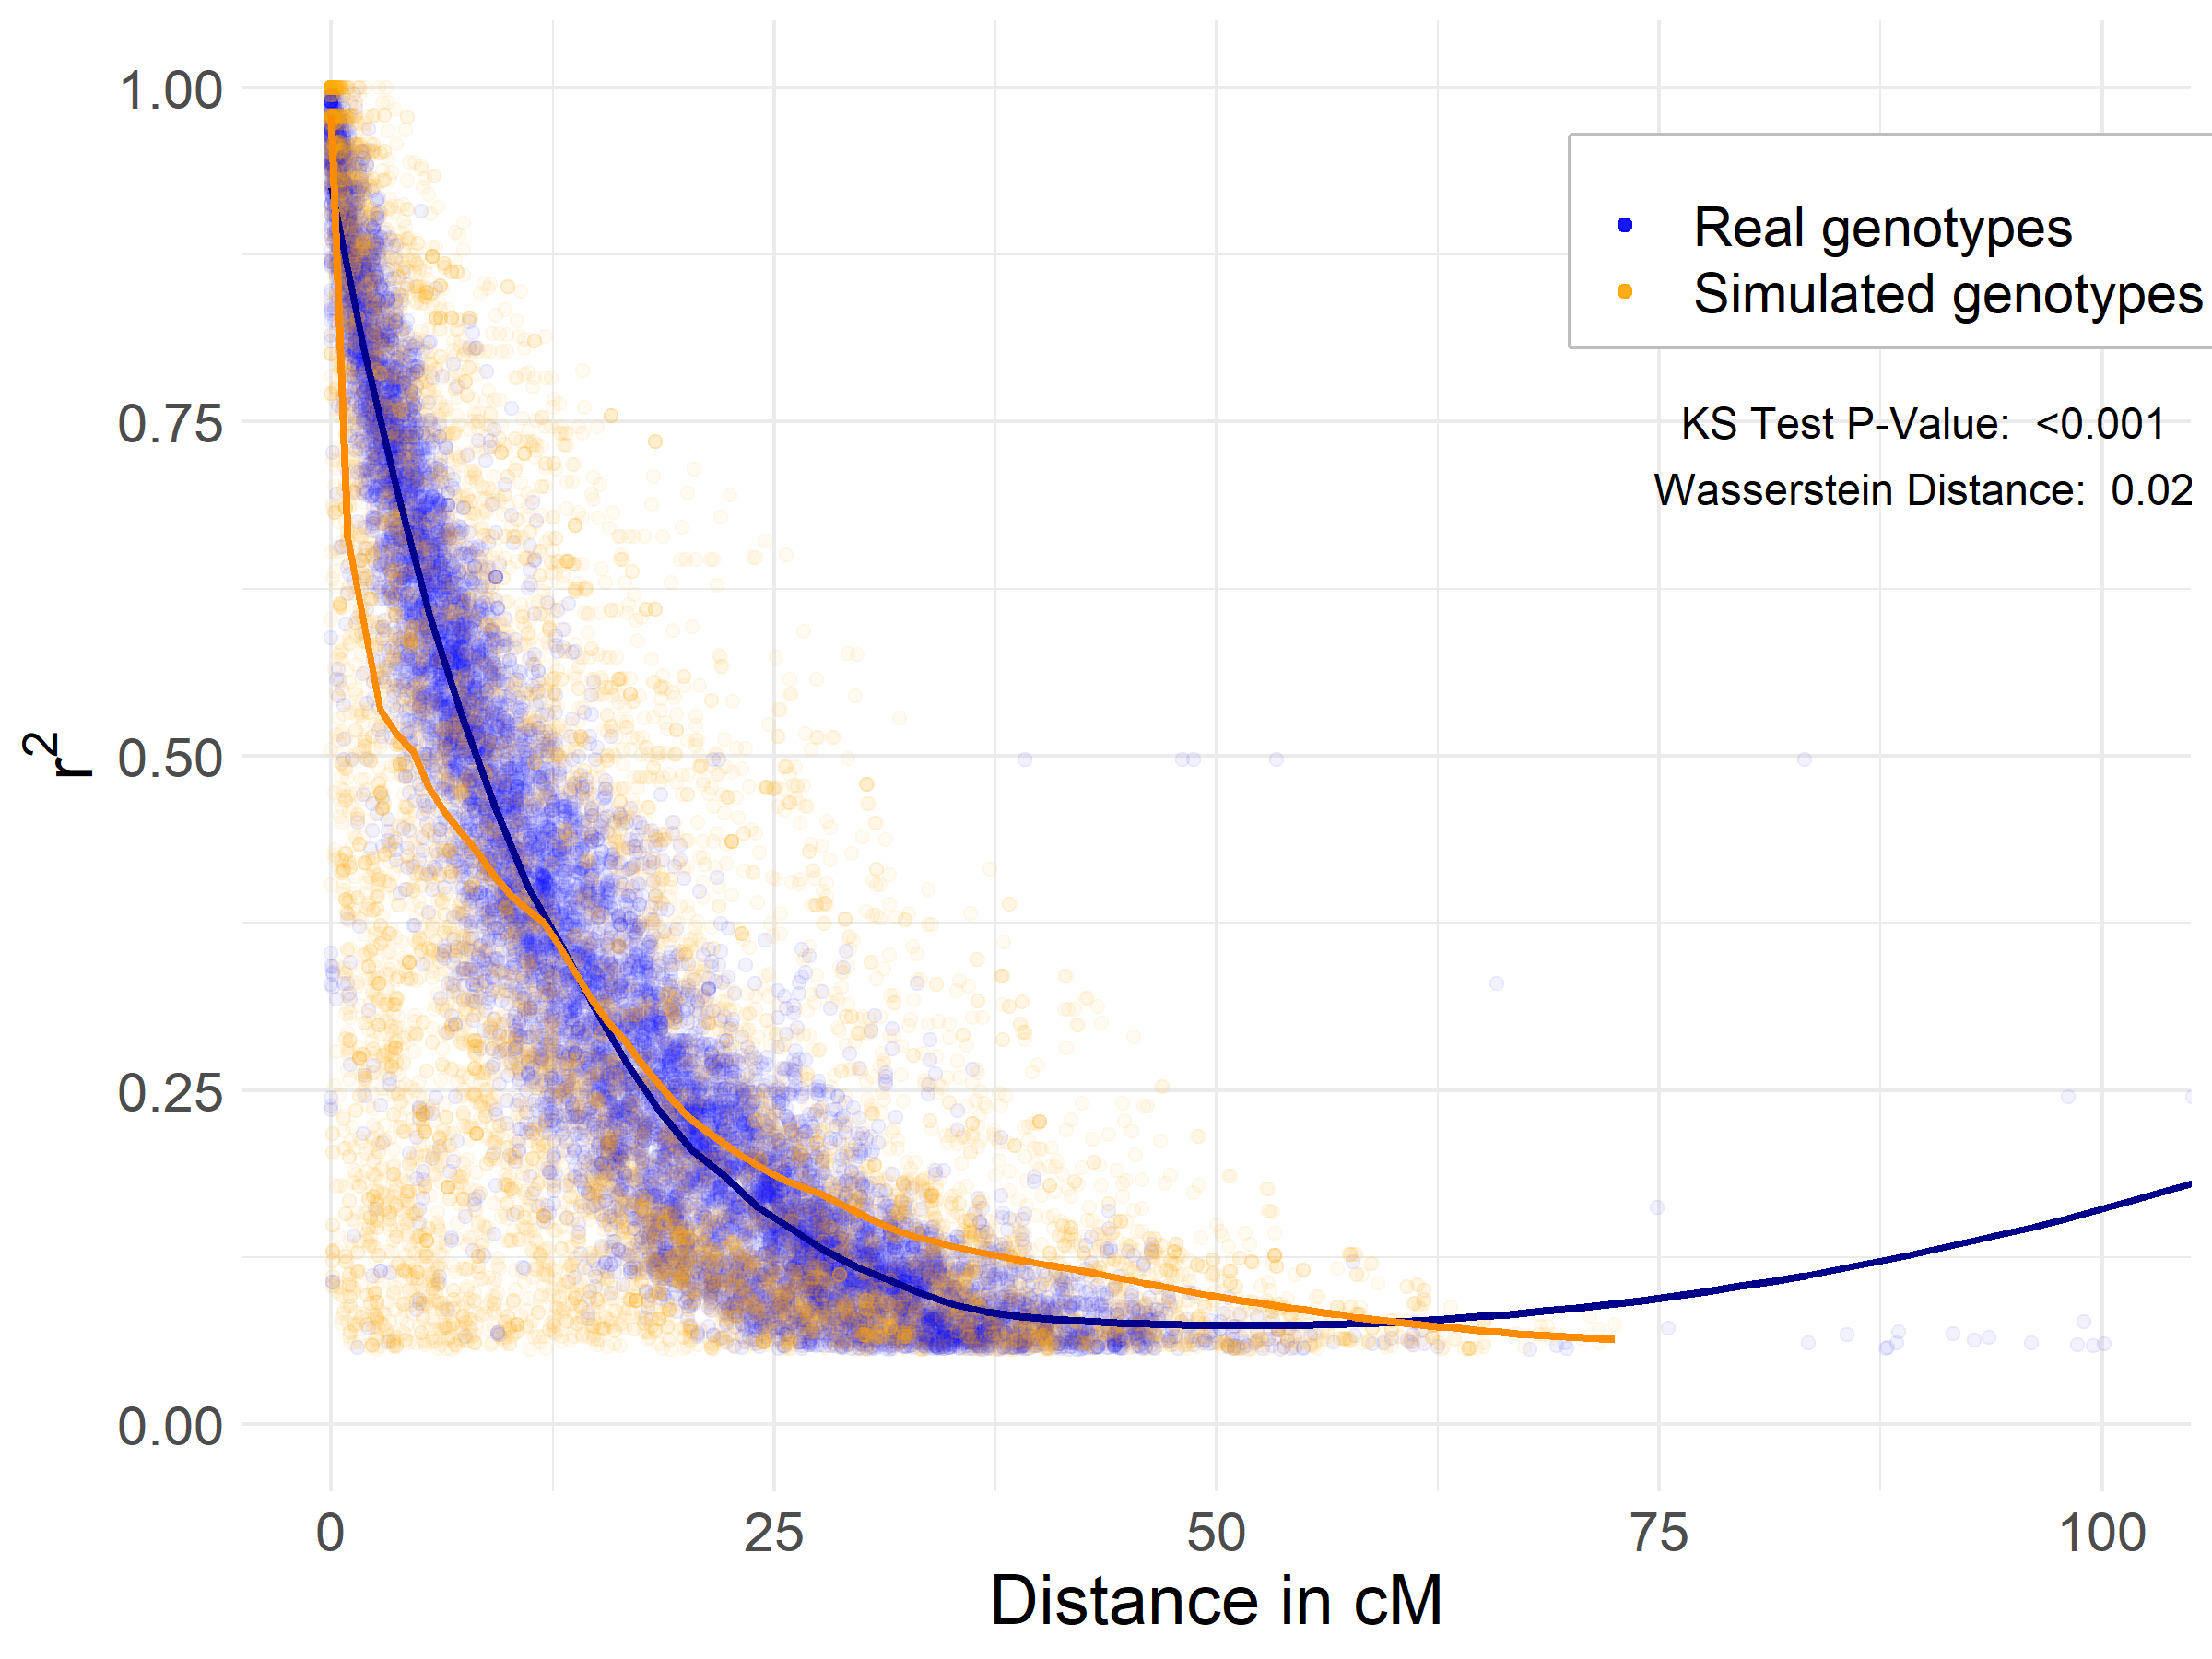 1.00
0.75
0.50
0.25
0.00
r²
Real genotypes
Simulated genotypes
KS Test P-Value: <0.001
Wasserstein Distance: 0.02
0 25 50 75 100
Distance in cM